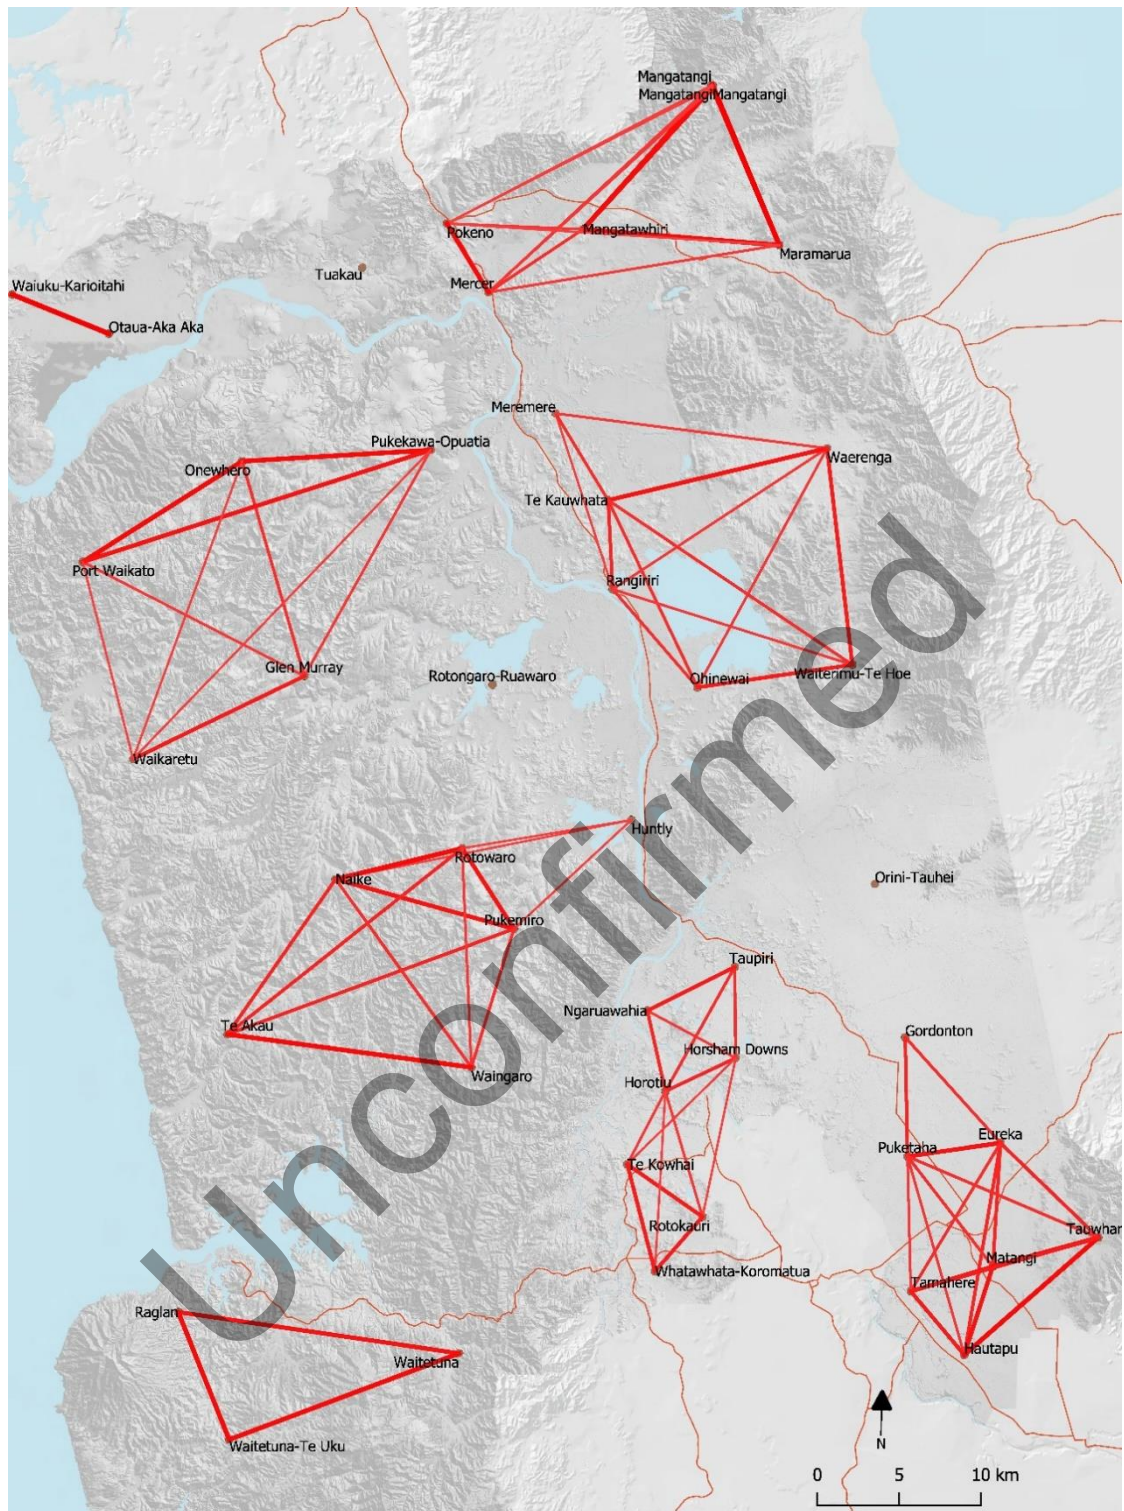 Mangatangi
MangatangiMangatangi
Pokeno
Mangatawhiri
Maramarua
Tuakau
Mercer
Waiuku-Karioitahi
Otaua-Aka Aka
Meremere
Pukekawa-Opuatia
Waerenga
Onewhero
Te Kauwhata
Port Waikato
Rangiriri
Glen Murray
Rotongaro-Ruawaro
Ohinewai
Waiterimu-Te Hoe
Waikaretu
Huntly
Rotowaro
Naike
Orini-Tauhei
Pukemiro
Taupiri
Ngaruawahia
Te Akau
Gordonton
Horsham Downs
Waingaro
Horotiu
Eureka
Puketaha
Te Kowhai
Rotokauri
Tauwhar
Matangi
Whatawhata-Koromatua
Tamahere
Raglan
Hautapu
Waitetuna
Waitetuna-Te Uku
N
0 5 10 km
Unconfirmed